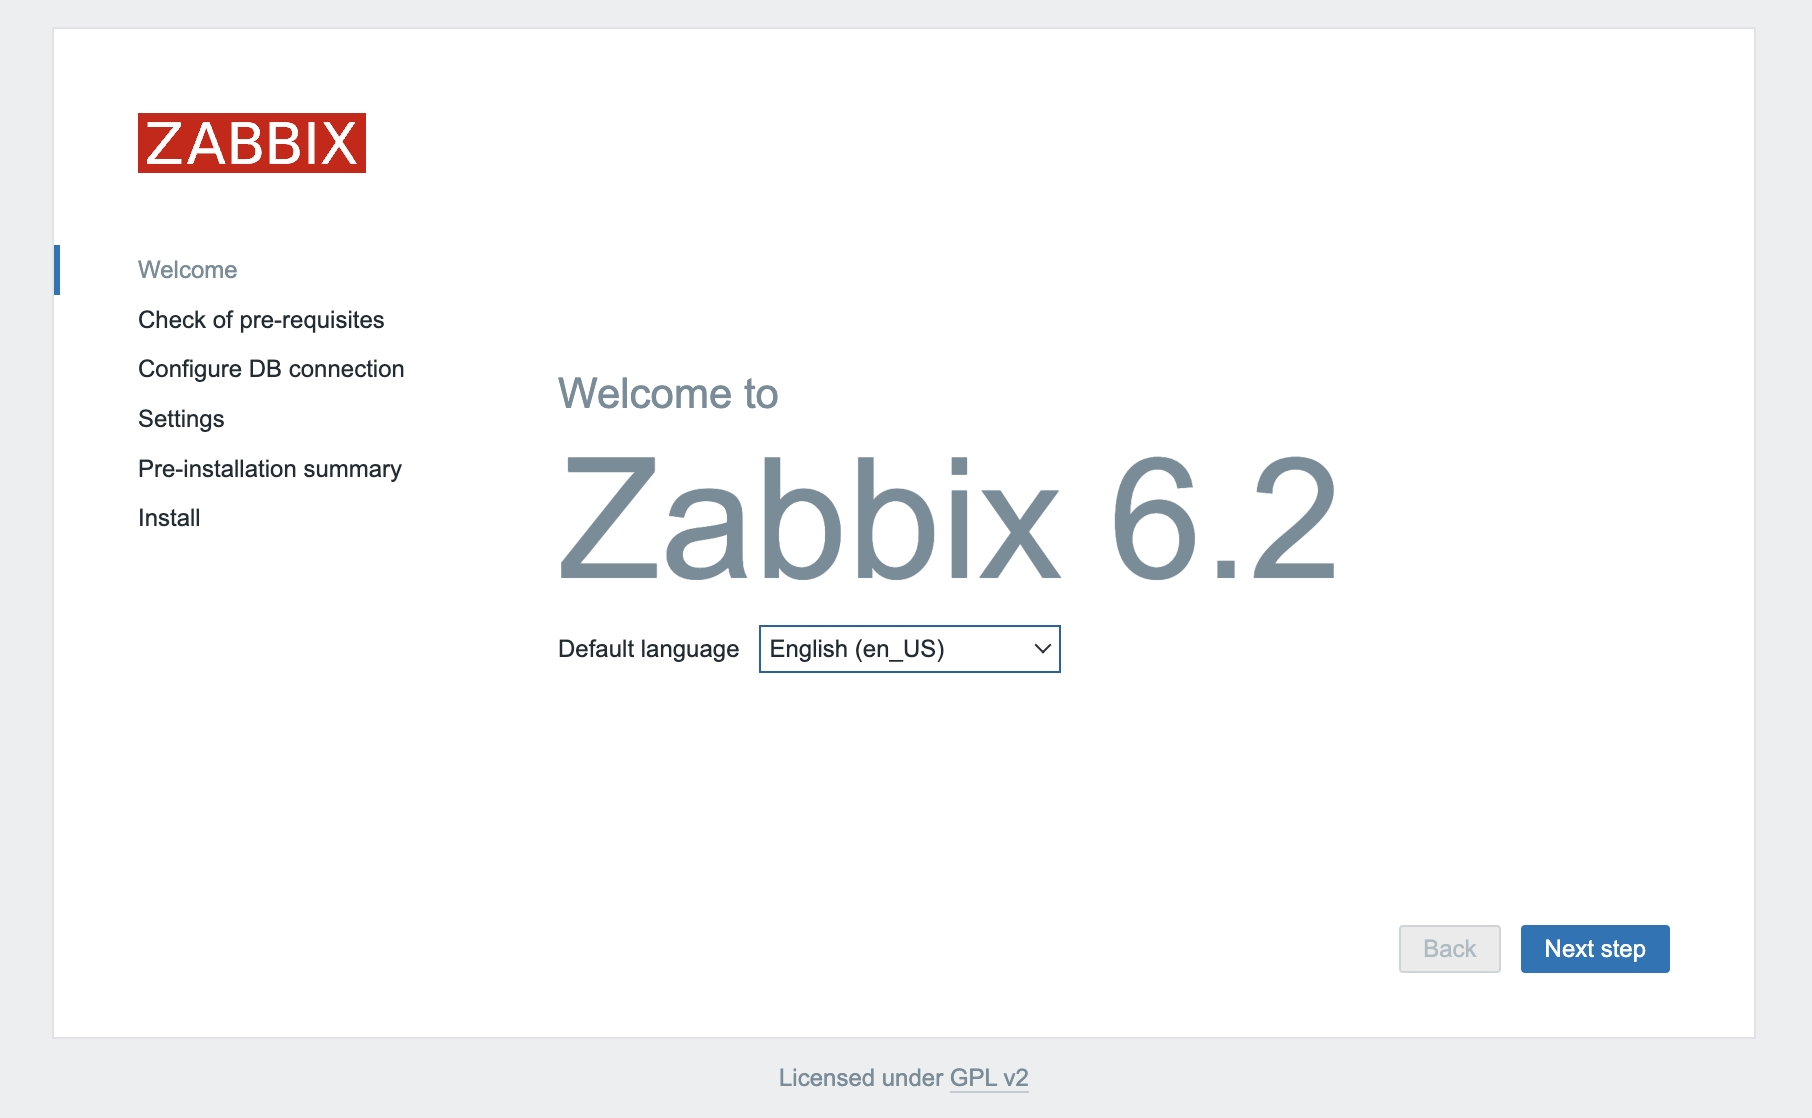 ZABBIX
Welcome
Check of pre-requisites
Configure DB connection
Settings
Pre-installation summary
Install
Welcome to
Zabbix 6.2
Default language English (en_US)
Back Next step
Licensed under GPL v2